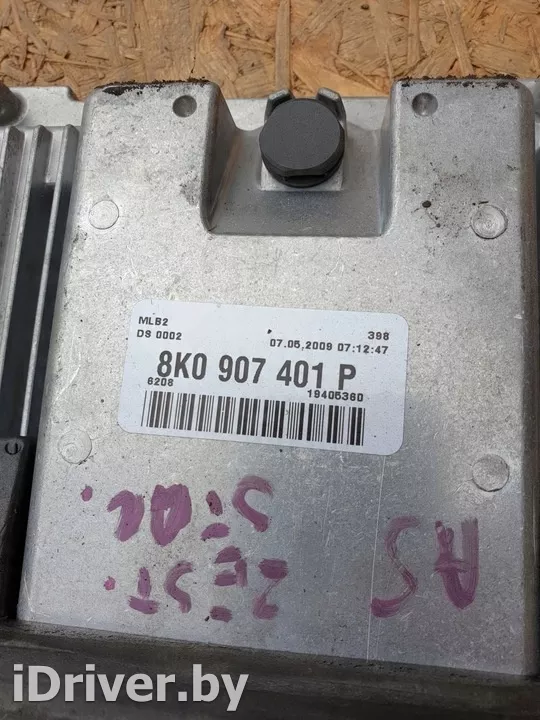 MLB2
398
DS 0002
07.05.2009 07:12:47
8K0 907 401 P
6208
19405360
A5
iDriver.by